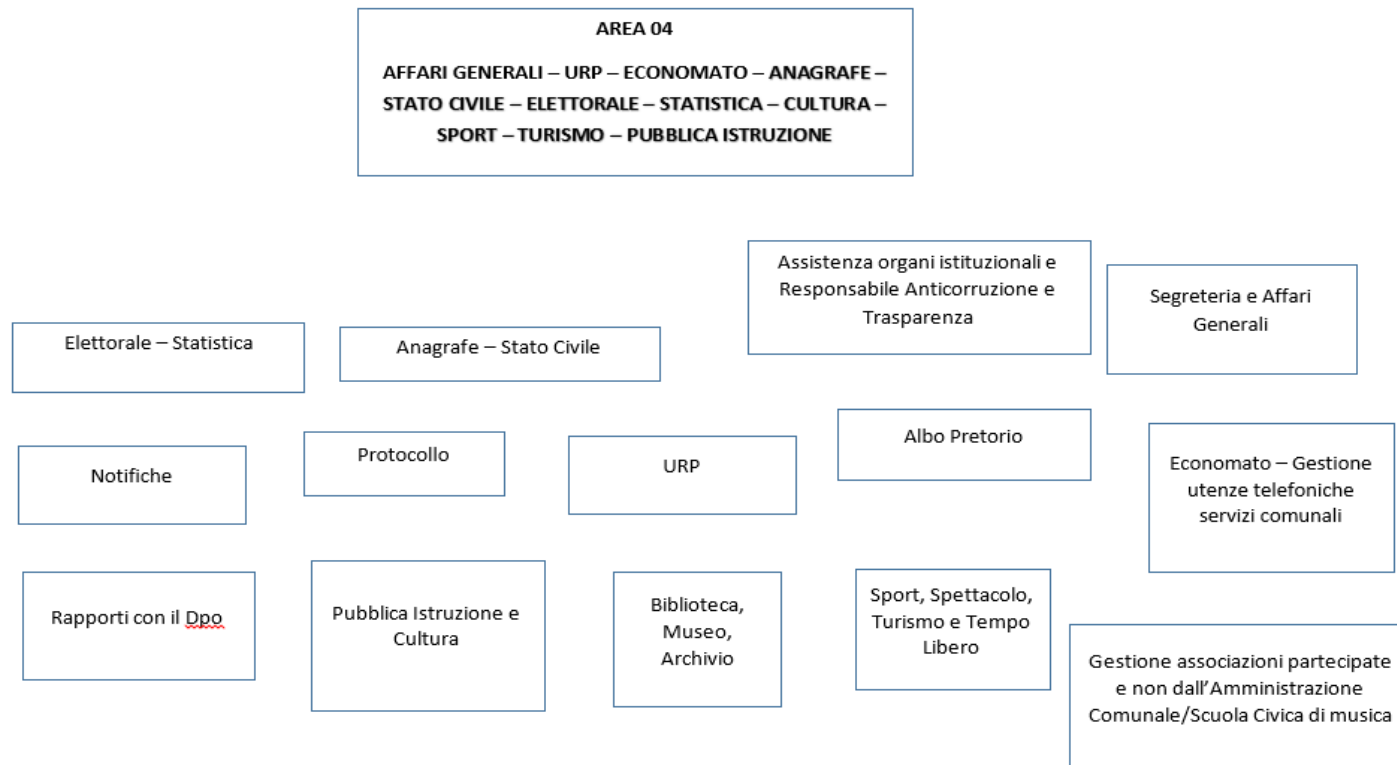 AREA 04
AFFARI GENERALI – URP – ECONOMATO – ANAGRAFE –
STATO CIVILE – ELETTORALE – STATISTICA – CULTURA –
SPORT – TURISMO – PUBBLICA ISTRUZIONE
Elettorale – Statistica
Anagrafe – Stato Civile
Assistenza organi istituzionali e
Responsabile Anticorruzione e
Trasparenza
Segreteria e Affari
Generali
Notifiche
Protocollo
URP
Albo Pretorio
Economato – Gestione
utenze telefoniche
servizi comunali
Rapporti con il Dpo
Pubblica Istruzione e
Cultura
Biblioteca,
Museo,
Archivio
Sport, Spettacolo,
Turismo e Tempo
Libero
Gestione associazioni partecipate
e non dall’Amministrazione
Comunale/Scuola Civica di musica